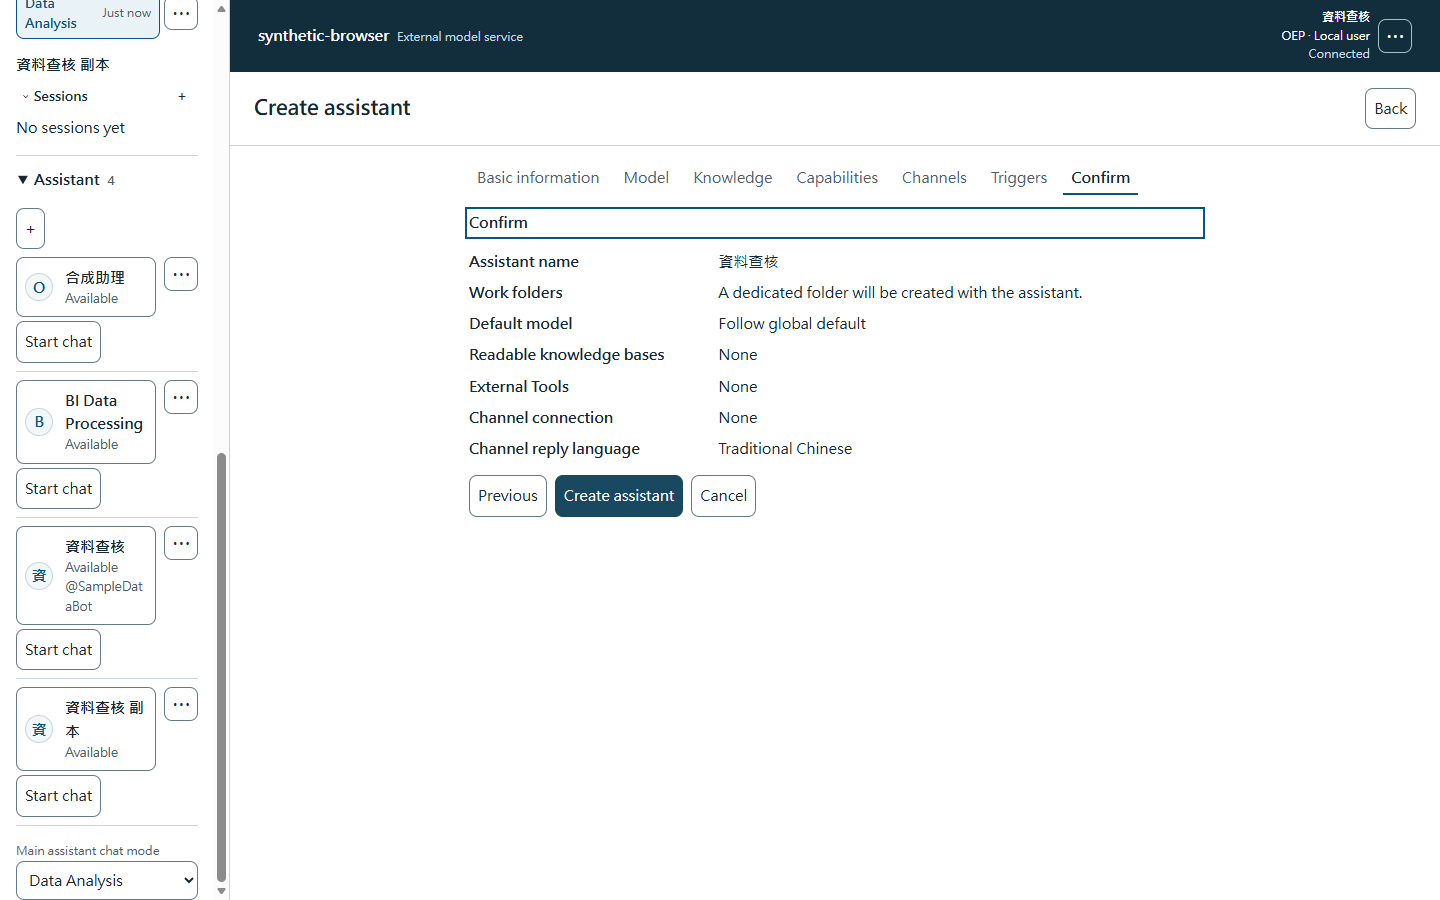 Data
Analysis
Just now
資料查核 副本
Sessions
+
No sessions yet
Assistant 4
+
O
合成助理
Available
Start chat
B
BI Data
Processing
Available
Start chat
資
資料查核
Available
@SampleDat
aBot
Start chat
資
資料查核 副
本
Available
Start chat
Main assistant chat mode
Data Analysis
synthetic-browser External model service
資料查核
OEP · Local user
Connected
Create assistant
Back
Basic information Model Knowledge Capabilities Channels Triggers Confirm
Confirm
Assistant name 資料查核
Work folders A dedicated folder will be created with the assistant.
Default model Follow global default
Readable knowledge bases None
External Tools None
Channel connection None
Channel reply language Traditional Chinese
Previous Create assistant Cancel